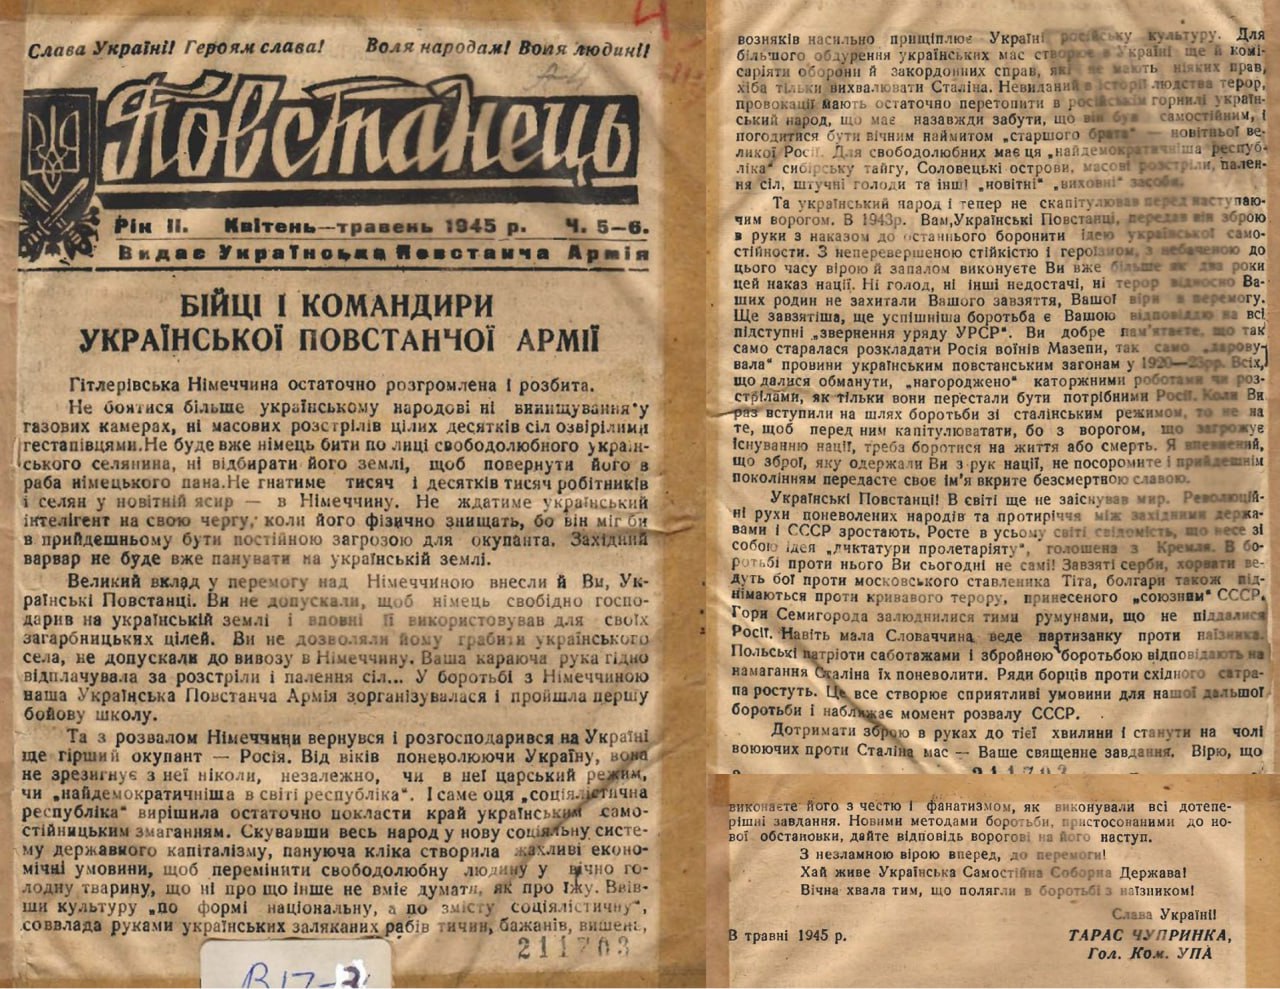 Слава Україні! Героям слава! Воля народам! Воля людині!
Повстанець
Рік II. Квітень—травень 1945 р. Ч. 5—6.
Видає Українська Повстанча Армія
БІЙЦІ І КОМАНДИРИ
УКРАЇНСЬКОЇ ПОВСТАНЧОЇ АРМІЇ
Гітлерівська Німеччина остаточно розгромлена і розбита.
Не боятися більше українському народові ні винищування у
газових камерах, ні масових розстрілів цілих десятків сіл озвірілими
гестапівцями.Не буде вже німець бити по лиці свободолюбного украін-
ського селянина, ні відбирати його землі, щоб повернути його в
раба німецького пана.Не гнатиме тисяч і десятків тисяч робітників
і селян у новітній ясир — в Німеччину. Не ждатиме український
інтелігент на свою чергу, коли його фізично знищать, бо він міг би
в прийдешньому бути постійною загрозою для окупанта. Західний
варвар не буде вже панувати на українській землі.
Великий вклад у перемогу над Німеччиною внесли й Ви, Ук-
раїнські Повстанці. Ви не допускали, щоб німець свобідно госпо-
дарив на українській землі і вповні її використовував для своїх
загарбницьких цілей. Ви не дозволяли йому грабити українського
села, не допускали до вивозу в Німеччину. Ваша караюча рука гідно
відплачувала за розстріли і палення сіл... У боротьбі з Німеччиною
наша Українська Повстанча Армія зорганізувалася і пройшла першу
бойову школу.
Та з розвалом Німеччини вернувся і розгосподарився на Україні
ще гірший окупант — Росія. Від віків поневолюючи Україну, вона
не зрезигнує з неї ніколи, незалежно, чи в неї царський режим,
чи „найдемократичніша в світі республіка“. І саме оця „соціялістична
республіка“ вирішила остаточно покласти край українським само-
стійницьким змаганням. Скувавши весь народ у нову соціяльну систе-
му державного капіталізму, пануюча кліка створила жахливі еконо-
мічні умовини, щоб перемінити свободолюбну людину у вічно го-
лодну тварину, що ні про що інше не вміє думати, як про їжу. Ввів-
ши культуру „по формі національну, а по змісту соціялістичну“,
соввлада руками українських заляканих рабів тичин, бажанів, вишень,
211703
В17-3
возняків насильно прищіплює Україні російську культуру. Для
більшого обдурення українських мас створює в Україні ще й комі-
саріяти оборони й закордонних справ, які не мають ніяких прав,
хіба тільки вихвалювати Сталіна. Невиданий в історії людства терор,
провокації мають остаточно перетопити в російськім горнилі україн-
ський народ, що має назавжди забути, що він був самостійним, і
погодитися бути вічним наймитом „старшого брата“ — новітньої ве-
ликої Росії. Для свободолюбних має ця „найдемократичніша респуб-
ліка“ сибірську тайгу, Соловецькі острови, масові розстріли, пален-
ня сіл, штучні голоди та інші „новітні“ „виховні“ засоби.
Та український народ і тепер не скапітулював перед наступаю-
чим ворогом. В 1943р. Вам,Українські Повстанці, передав він зброю
в руки з наказом до останнього боронити ідею української само-
стійности. З неперевершеною стійкістю і героїзмом, з небаченою до
цього часу вірою й запалом виконуєте Ви вже більше як два роки
цей наказ нації. Ні голод, ні інші недостачі, ні терор відносно Ва-
ших родин не захитали Вашого завзяття, Вашої віри в перемогу.
Ще завзятіша, ще успішніша боротьба є Вашою відповіддю на всі
підступні „звернення уряду УРСР“. Ви добре пам'ятаєте, що так
само старалася розкладати Росія воїнів Мазепи, так само „дарову-
вала“ провини українським повстанським загонам у 1920—23рр. Всіх,
що далися обманути, „нагороджено“ каторжними роботами чи роз-
стрілами, як тільки вони перестали бути потрібними Росії. Коли Ви
раз вступили на шлях боротьби зі сталінським режимом, то не на
те, щоб перед ним капітулюватати, бо з ворогом, що загрожує
існуванню нації, треба боротися на життя або смерть. Я впевнений,
що зброї, яку одержали Ви з рук нації, не посоромите і прийдешнім
поколінням передасте своє ім'я вкрите безсмертною славою.
Українські Повстанці! В світі ще не заіснував мир. Революцій-
ні рухи поневолених народів та протиріччя між західними держа-
вами і СССР зростають. Росте в усьому світі свідомість, що несе зі
собою ідея „диктатури пролетаріяту“, голошена з Кремля. В бо-
ротьбі проти нього Ви сьогодні не самі! Завзяті серби, хорвати ве-
дуть бої проти московського ставленика Тіта, болгари також під-
німаються проти кривавого терору, принесеного „союзним“ СССР.
Гори Семигорода залюднилися тими румунами, що не піддалися
Росії. Навіть мала Словаччина веде партизанку проти наїзника.
Польські патріоти саботажами і збройною боротьбою відповідають на
намагання Сталіна їх поневолити. Ряди борців проти східного сатра-
па ростуть. Це все створює сприятливі умовини для нашої дальшої
боротьби і наближає момент розвалу СССР.
Дотримати зброю в руках до тієї хвилини і станути на чолі
воюючих проти Сталіна мас — Ваше священне завдання. Вірю, що
211703
виконаєте його з честю і фанатизмом, як виконували всі дотепе-
рішні завдання. Новими методами боротьби, пристосованими до но-
вої обстановки, дайте відповідь ворогові на його наступ.
З незламною вірою вперед, до перемоги!
Хай живе Українська Самостійна Соборна Держава!
Вічна хвала тим, що полягли в боротьбі з наїзником!
Слава Україні!
В травні 1945 р. ТАРАС ЧУПРИНКА,
Гол. Ком. УПА